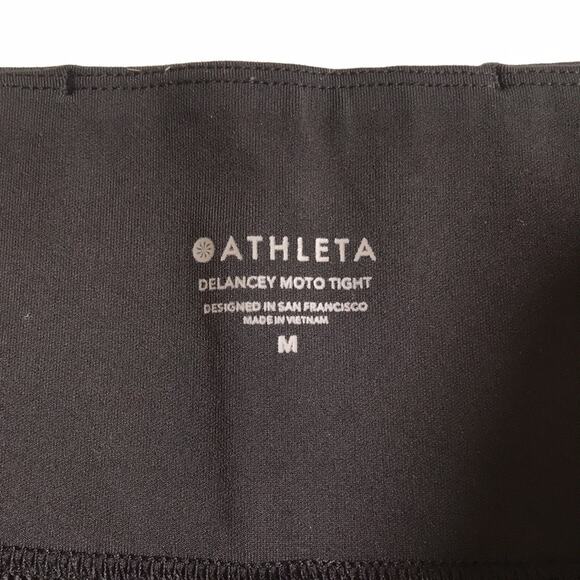 ATHLETA
DELANCEY MOTO TIGHT
DESIGNED IN SAN FRANCISCO
MADE IN VIETNAM
M